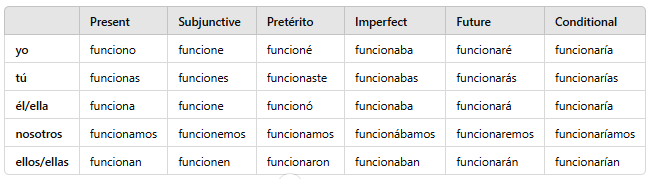 Present Subjunctive Pretérito Imperfect Future Conditional
yo funciono funcione funcioné funcionaba funcionaré funcionaría
tú funcionas funciones funcionaste funcionabas funcionarás funcionarías
él/ella funciona funcione funcionó funcionaba funcionará funcionaría
nosotros funcionamos funcionemos funcionamos funcionábamos funcionaremos funcionaríamos
ellos/ellas funcionan funcionen funcionaron funcionaban funcionarán funcionarían